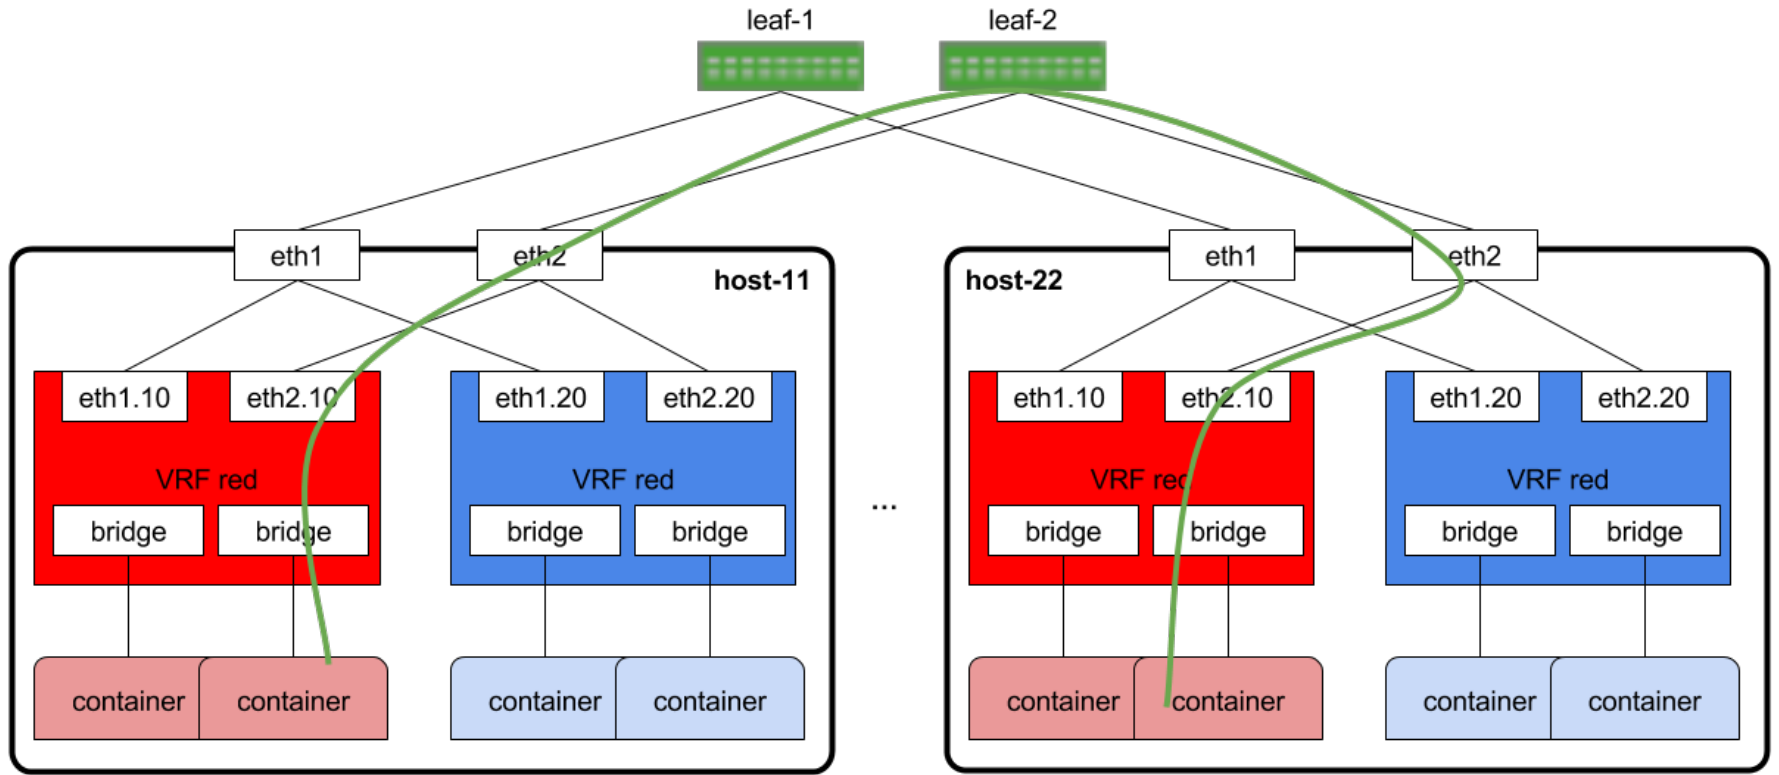 leaf-1
leaf-2
eth1
eth2
host-11
eth1
eth2
host-22
eth1.10
eth2.10
eth1.20
eth2.20
eth1.10
eth2.10
eth1.20
eth2.20
VRF red
VRF red
VRF red
VRF red
bridge
bridge
bridge
bridge
...
bridge
bridge
bridge
bridge
container
container
container
container
container
container
container
container